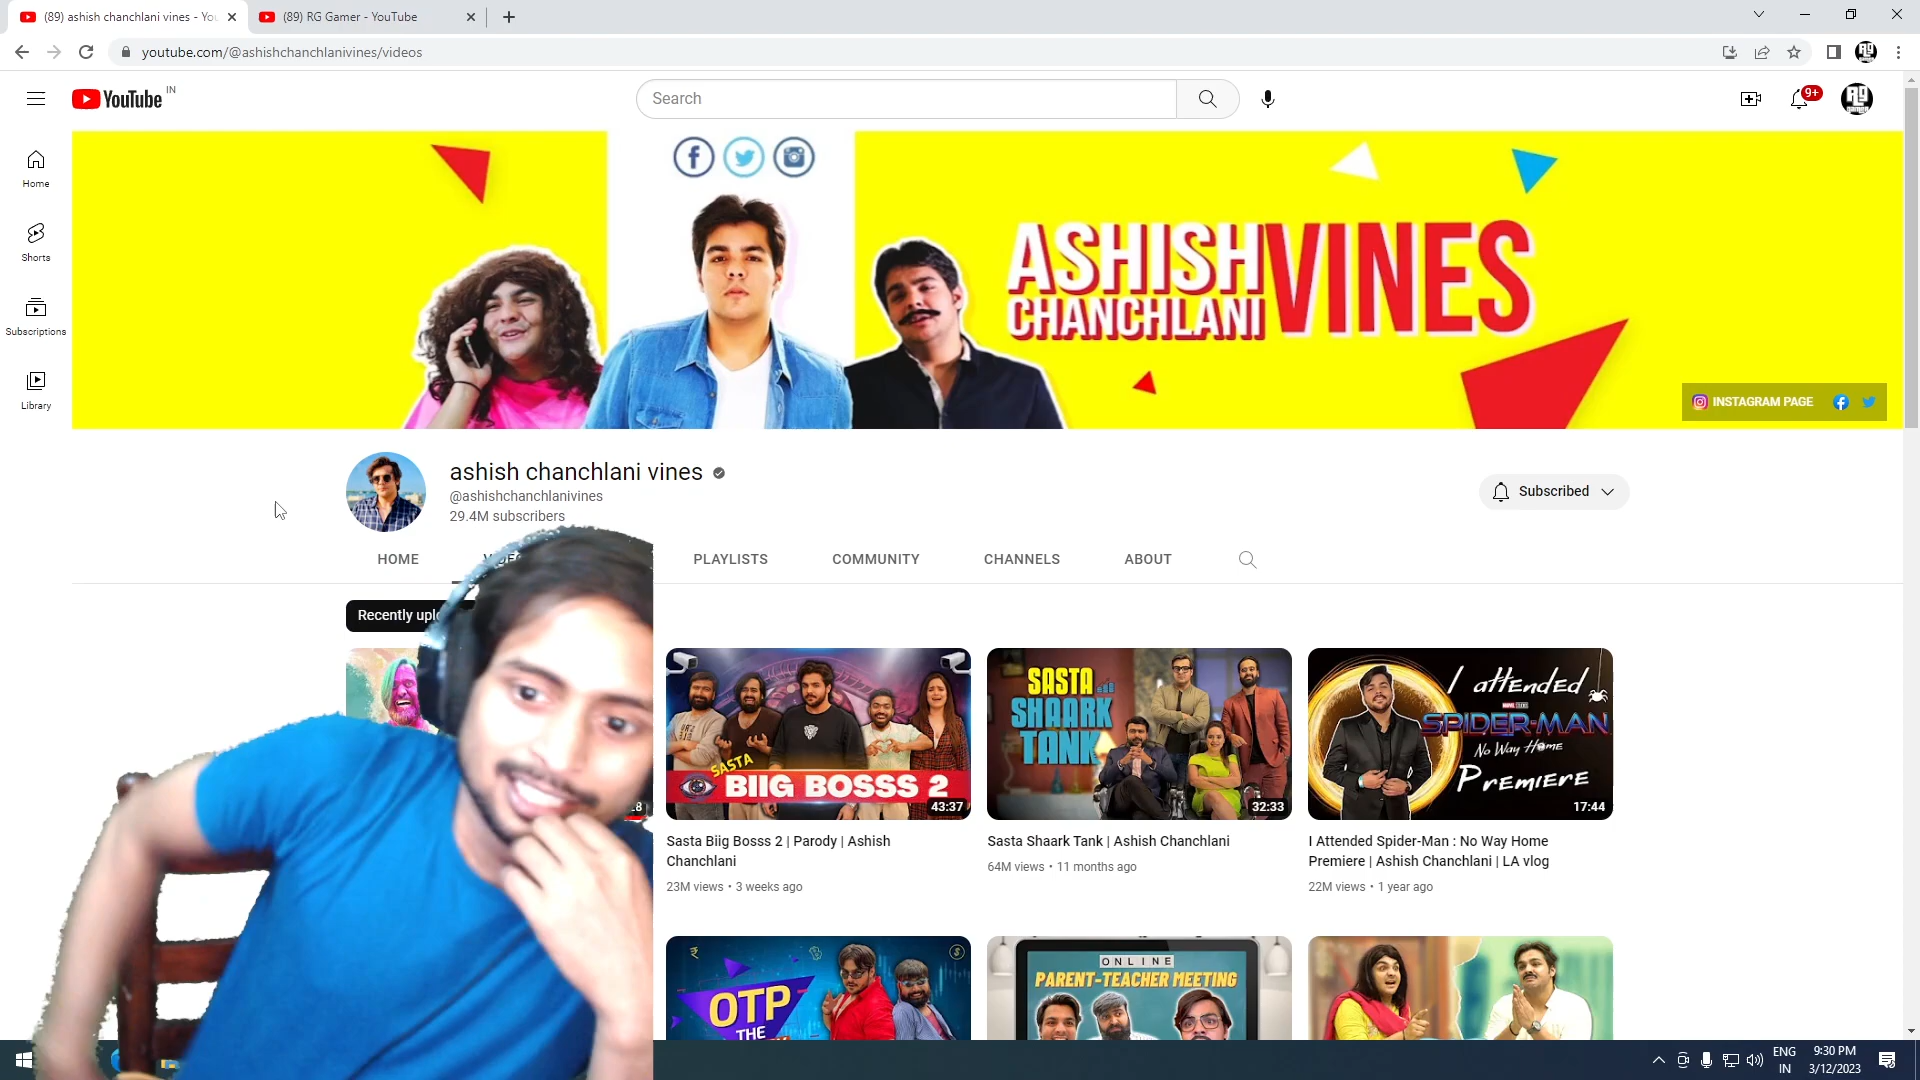 (89) ashish chanchlani vines - You
(89) RG Gamer - YouTube
youtube.com/@ashishchanchlanivines/videos
YouTube IN
Search
9+
Home
Shorts
Subscriptions
Library
ASHISH
CHANCHLANI
VINES
INSTAGRAM PAGE
ashish chanchlani vines
@ashishchanchlanivines
29.4M subscribers
Subscribed
HOME
PLAYLISTS
COMMUNITY
CHANNELS
ABOUT
Recently uplo
SASTA
BIIG BOSSS 2
43:37
SASTA
SHAARK
TANK
32:33
I attended
SPIDER-MAN
No Way Home
Premiere
17:44
Sasta Biig Bosss 2 | Parody | Ashish
Chanchlani
23M views • 3 weeks ago
Sasta Shaark Tank | Ashish Chanchlani
64M views • 11 months ago
I Attended Spider-Man : No Way Home
Premiere | Ashish Chanchlani | LA vlog
22M views • 1 year ago
OTP
THE
ONLINE
PARENT-TEACHER MEETING
ENG
IN
9:30 PM
3/12/2023